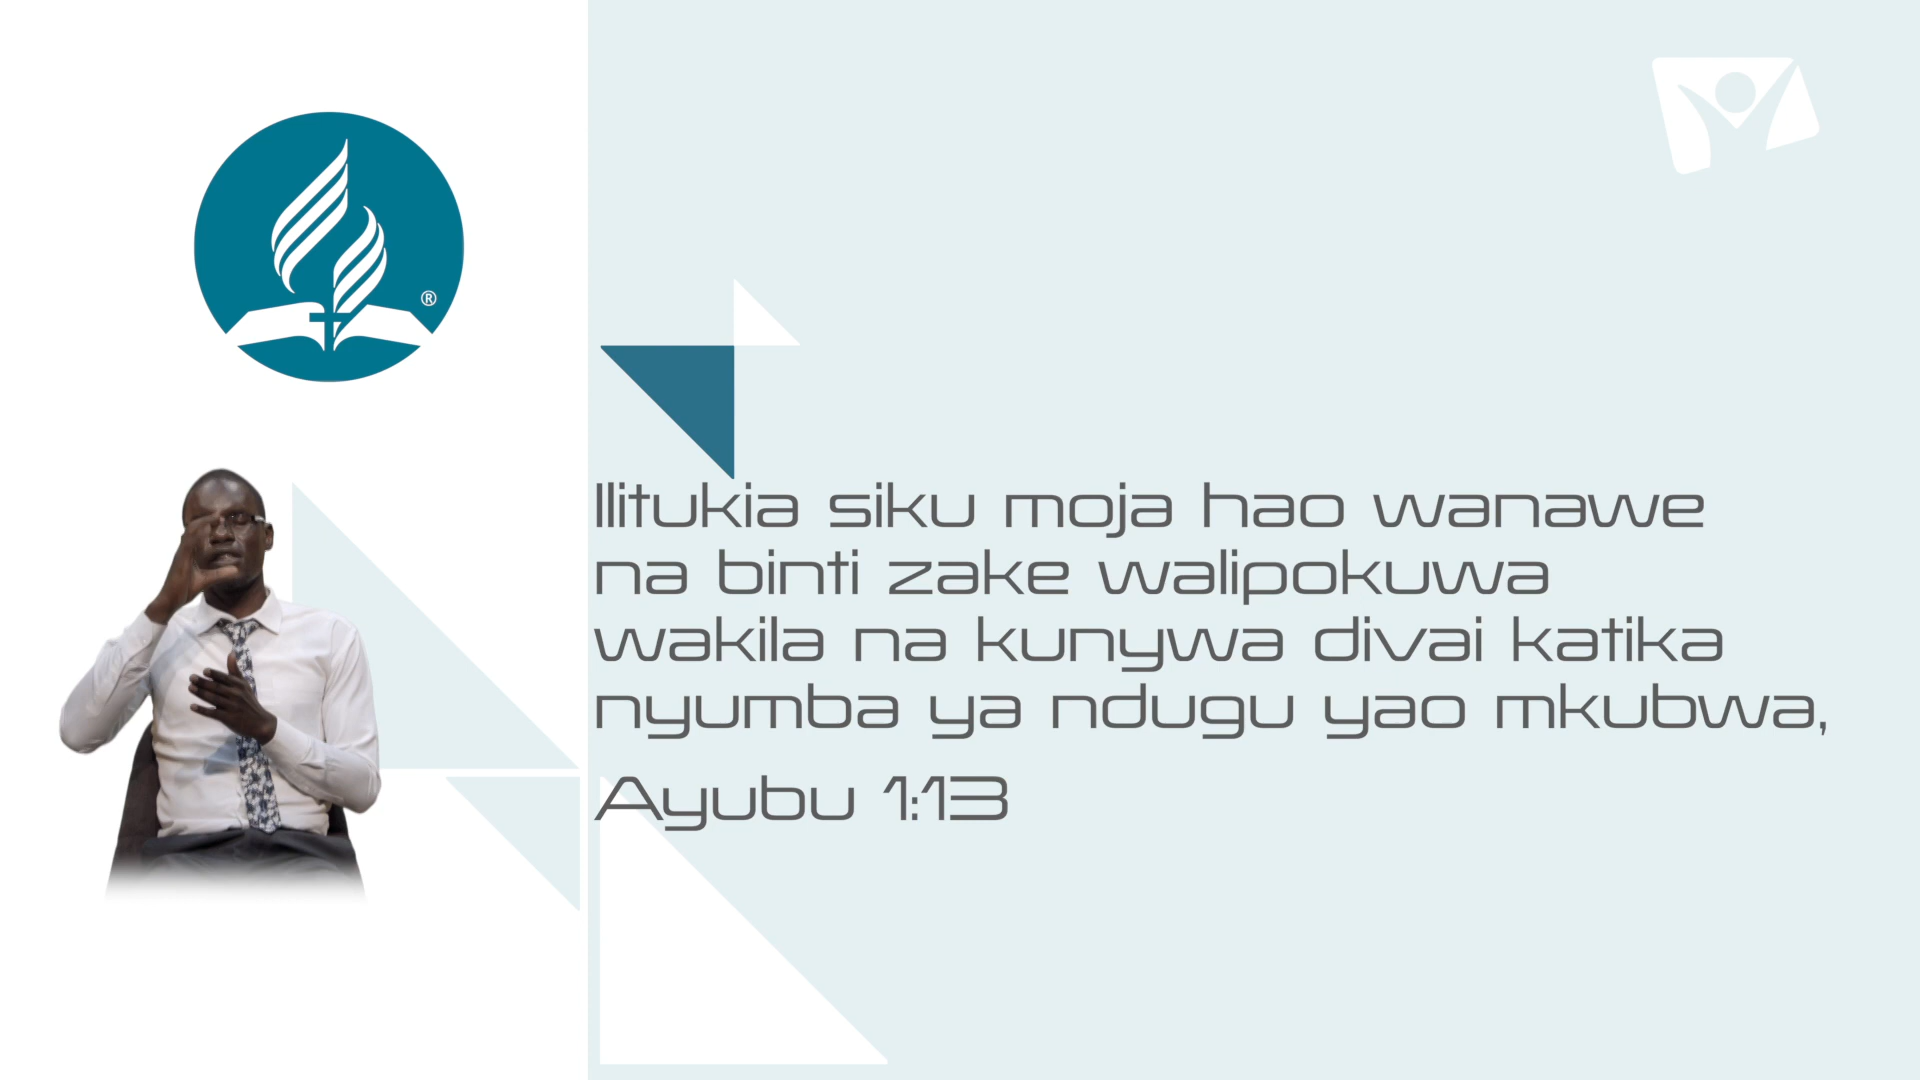 ®
Ilitukia siku moja hao wanawe
na binti zake walipokuwa
wakila na kunywa divai katika
nyumba ya ndugu yao mkubwa,
Ayubu 1:13